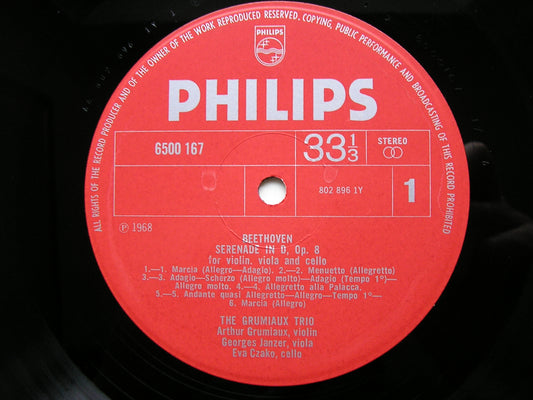 ALL RIGHTS OF THE RECORD PRODUCER AND OF THE OWNER OF THE WORK REPRODUCED RESERVED. COPYING, PUBLIC PERFORMANCE AND BROADCASTING OF THIS RECORD PROHIBITED
PHILIPS
PHILIPS
6500 167
33 1/3
STEREO
802 896 1Y
1
℗ 1968
BEETHOVEN
SERENADE IN D, Op. 8
for violin, viola and cello
1.—1. Marcia (Allegro—Adagio). 2.—2. Menuetto (Allegretto)
3.—3. Adagio—Scherzo (Allegro molto)—Adagio (Tempo 1°)—
Allegro molto. 4.—4. Allegretto alla Palacca.
5.—5. Andante quasi Allegretto—Allegro—Tempo 1°—
6. Marcia (Allegro)
THE GRUMIAUX TRIO
Arthur Grumiaux, violin
Georges Janzer, viola
Eva Czako, cello